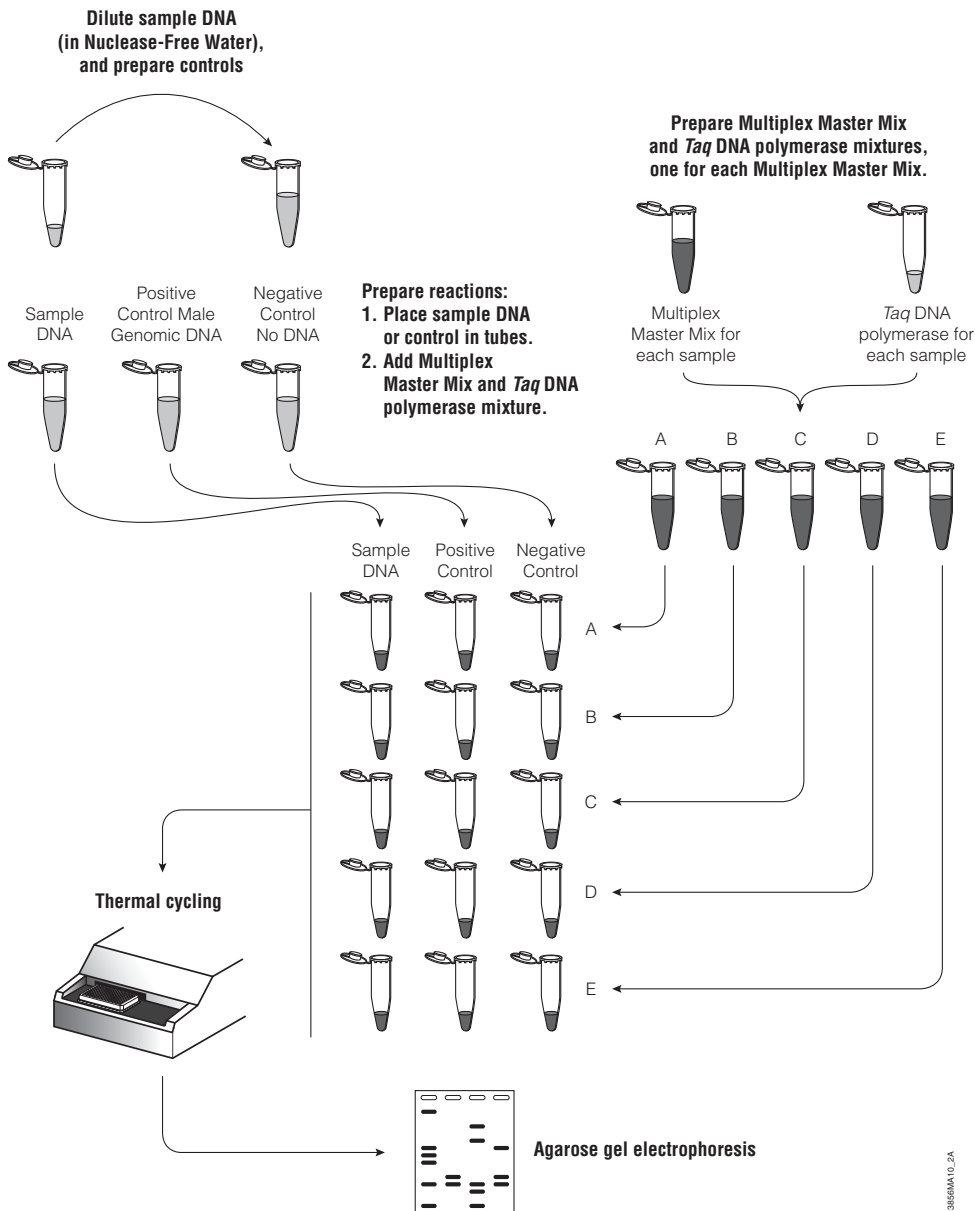 Dilute sample DNA
(in Nuclease-Free Water),
and prepare controls
Prepare Multiplex Master Mix
and Taq DNA polymerase mixtures,
one for each Multiplex Master Mix.
Sample
DNA
Positive
Control Male
Genomic DNA
Negative
Control
No DNA
Prepare reactions:
1. Place sample DNA
or control in tubes.
2. Add Multiplex
Master Mix and Taq DNA
polymerase mixture.
Multiplex
Master Mix for
each sample
Taq DNA
polymerase for
each sample
A B C D E
Sample
DNA
Positive
Control
Negative
Control
A
B
C
D
E
Thermal cycling
Agarose gel electrophoresis
3856MA10_2A